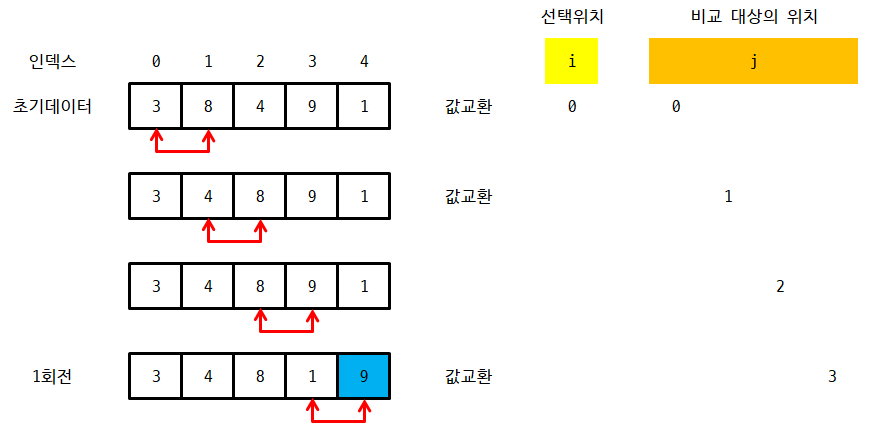 선택위치 비교 대상의 위치
인덱스 0 1 2 3 4 i j
초기데이터 3 8 4 9 1 값교환 0 0
3 4 8 9 1 값교환 1
3 4 8 9 1 2
1회전 3 4 8 1 9 값교환 3